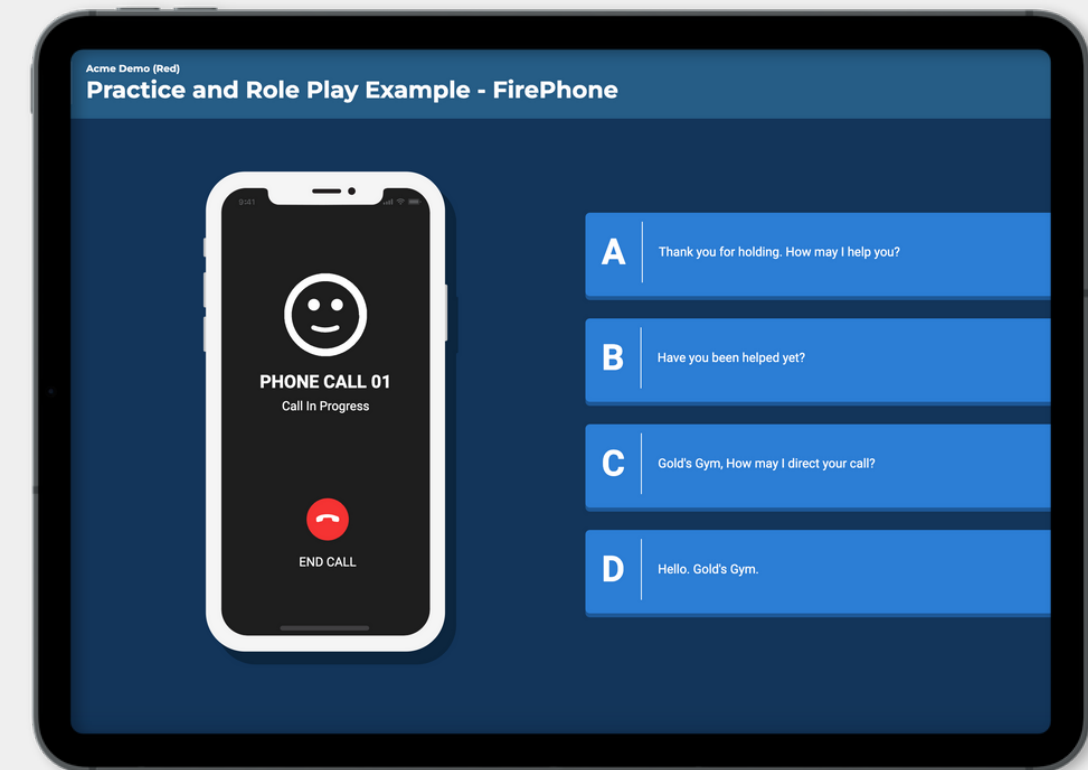 Acme Demo (Red)
Practice and Role Play Example - FirePhone
9:41
PHONE CALL 01
Call In Progress
END CALL
A
Thank you for holding. How may I help you?
B
Have you been helped yet?
C
Gold's Gym, How may I direct your call?
D
Hello. Gold's Gym.